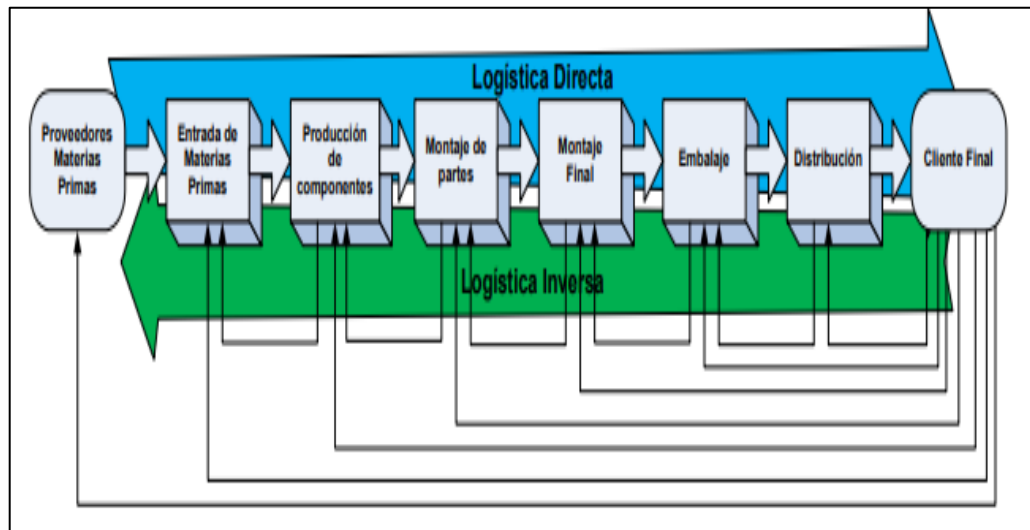 Logística Directa
Proveedores
Materias
Primas
Entrada de
Materias
Primas
Producción
de
componentes
Montaje de
partes
Montaje
Final
Embalaje
Distribución
Cliente Final
Logística Inversa